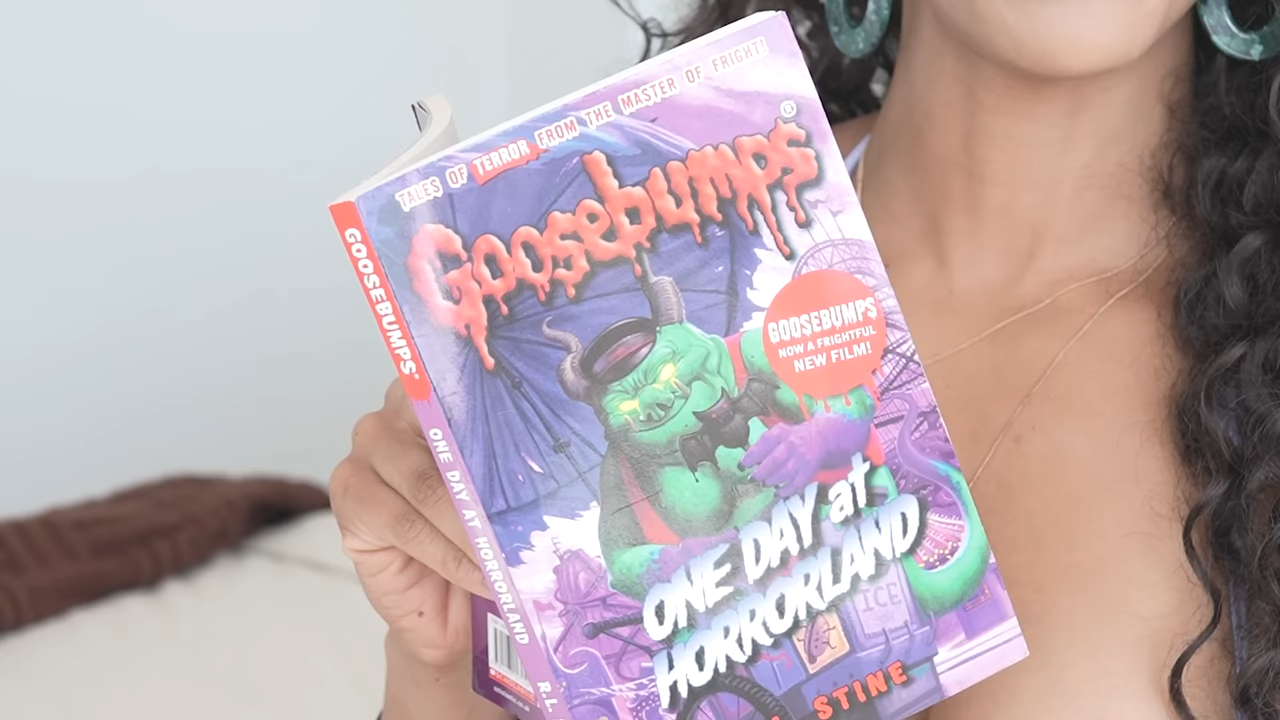 TALES OF TERROR FROM THE MASTER OF FRIGHT!
Goosebumps®
GOOSEBUMPS
NOW A FRIGHTFUL
NEW FILM!
ONE DAY at
HORRORLAND
ICE
STINE
GOOSEBUMPS® ONE DAY AT HORRORLAND R.L.